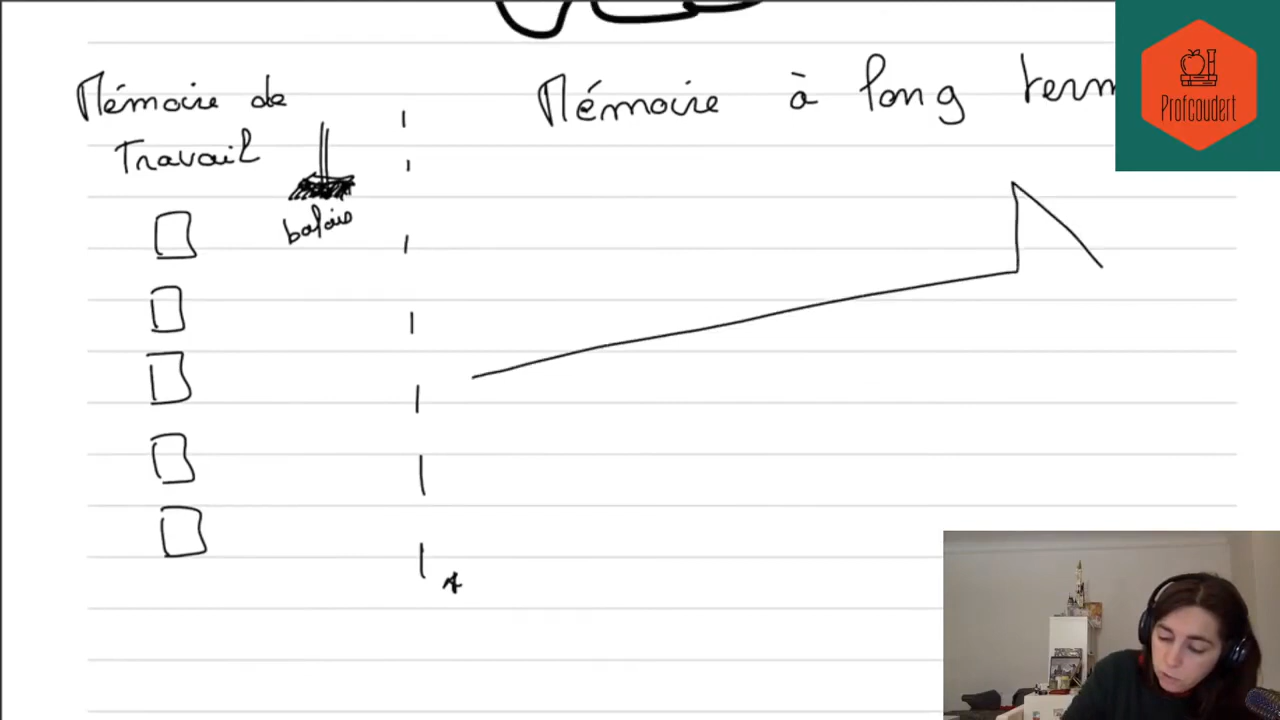 Mémoire de
Travail
balais
Mémoire à long term
Profcoudert